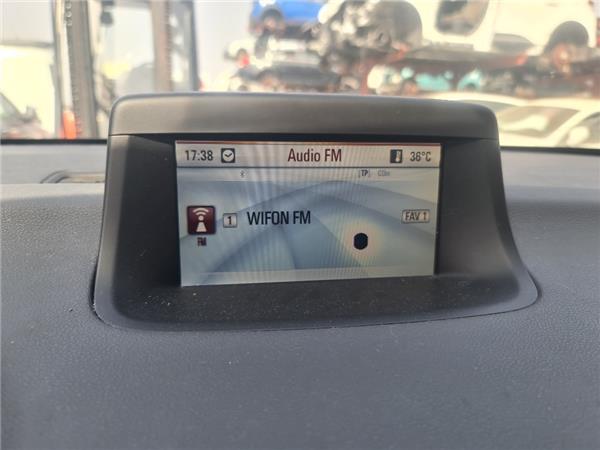 17:38 Audio FM 36°C
[TP]
1 WIFON FM FAV 1
FM